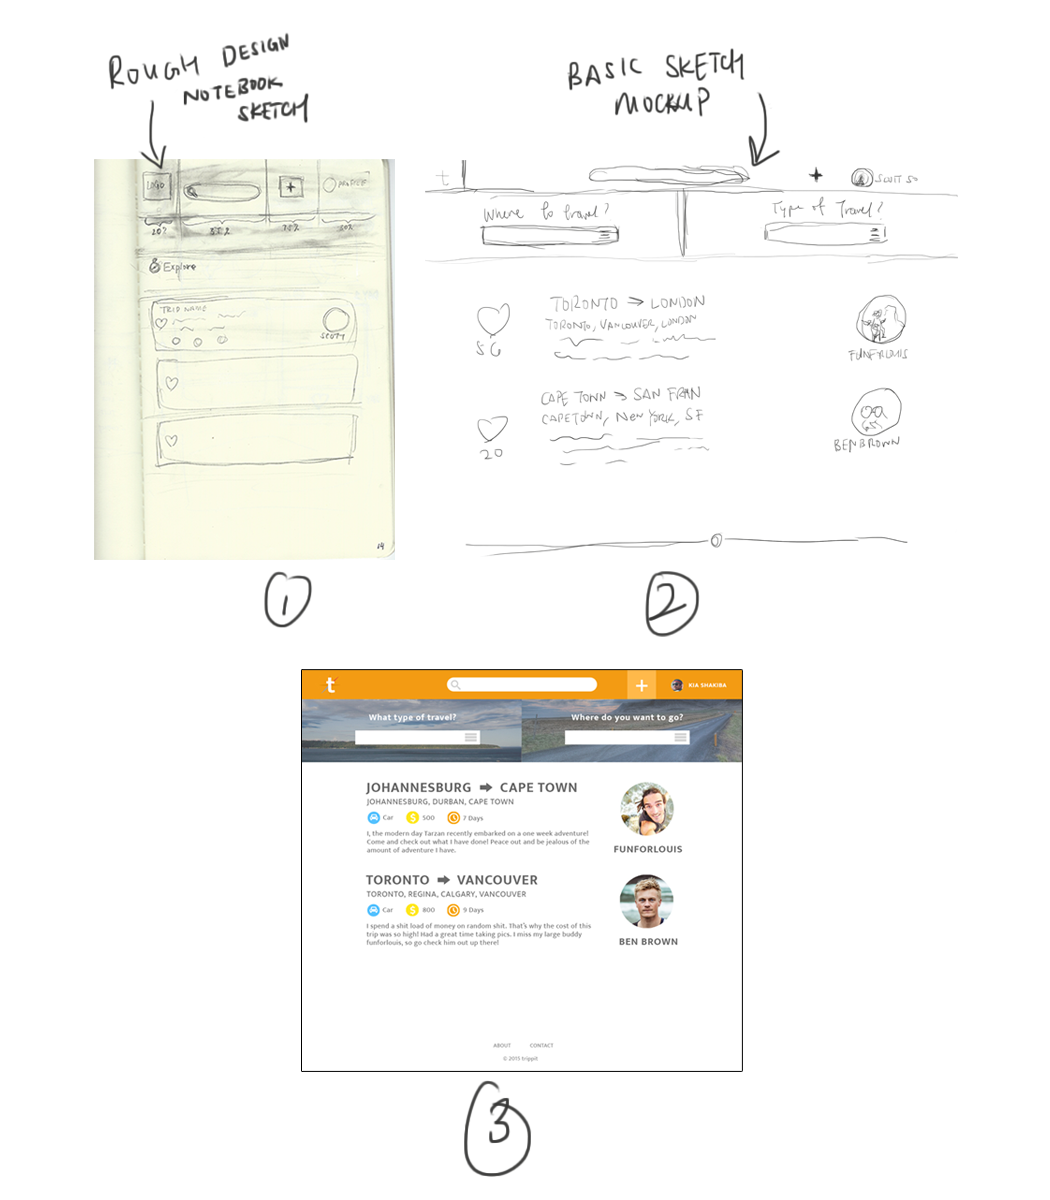 ROUGH DESIGN
NOTEBOOK
SKETCH
BASIC SKETCH
MOCKUP
LOGO
+
PROFILE
20%
35%
Explore
TRIP NAME
SCOTT
14
t
+
Where to travel?
Type of Travel?
TORONTO → LONDON
TORONTO, VANCOUVER, LONDON
56
FUNFORLOUIS
CAPE TOWN → SAN FRAN
CAPETOWN, NEW YORK, SF
20
BENBROWN
1
2
t
+
KIA SHAKIBA
What type of travel?
Where do you want to go?
JOHANNESBURG ➡ CAPE TOWN
JOHANNESBURG, DURBAN, CAPE TOWN
Car $ 500 7 Days
I, the modern day Tarzan recently embarked on a one week adventure!
Come and check out what I have done! Peace out and be jealous of the
amount of adventure I have.
FUNFORLOUIS
TORONTO ➡ VANCOUVER
TORONTO, REGINA, CALGARY, VANCOUVER
Car $ 800 9 Days
I spend a shit load of money on random shit. That's why the cost of this
trip was so high! Had a great time taking pics. I miss my large buddy
funforlouis, so go check him out up there!
BEN BROWN
ABOUT CONTACT
© 2015 trippit
3